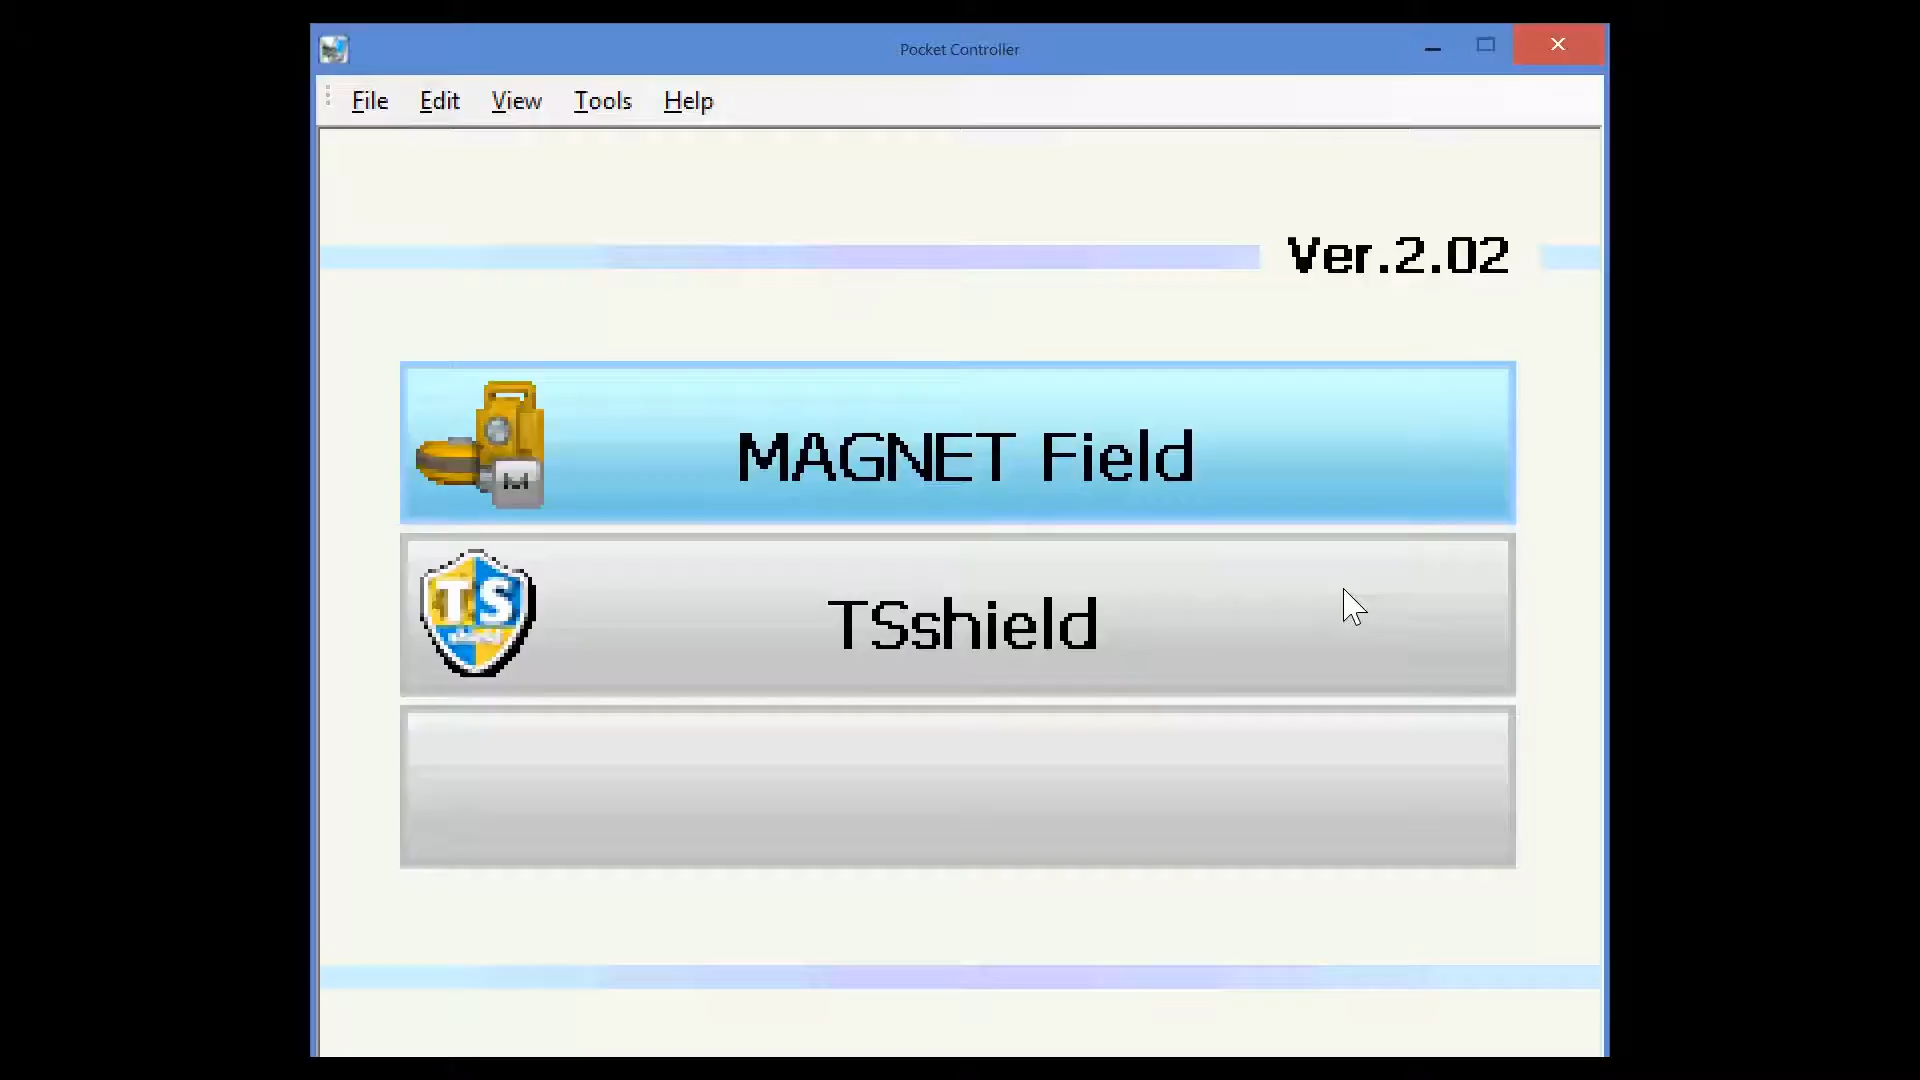 Pocket Controller
File Edit View Tools Help
Ver.2.02
MAGNET Field
TS
TSshield